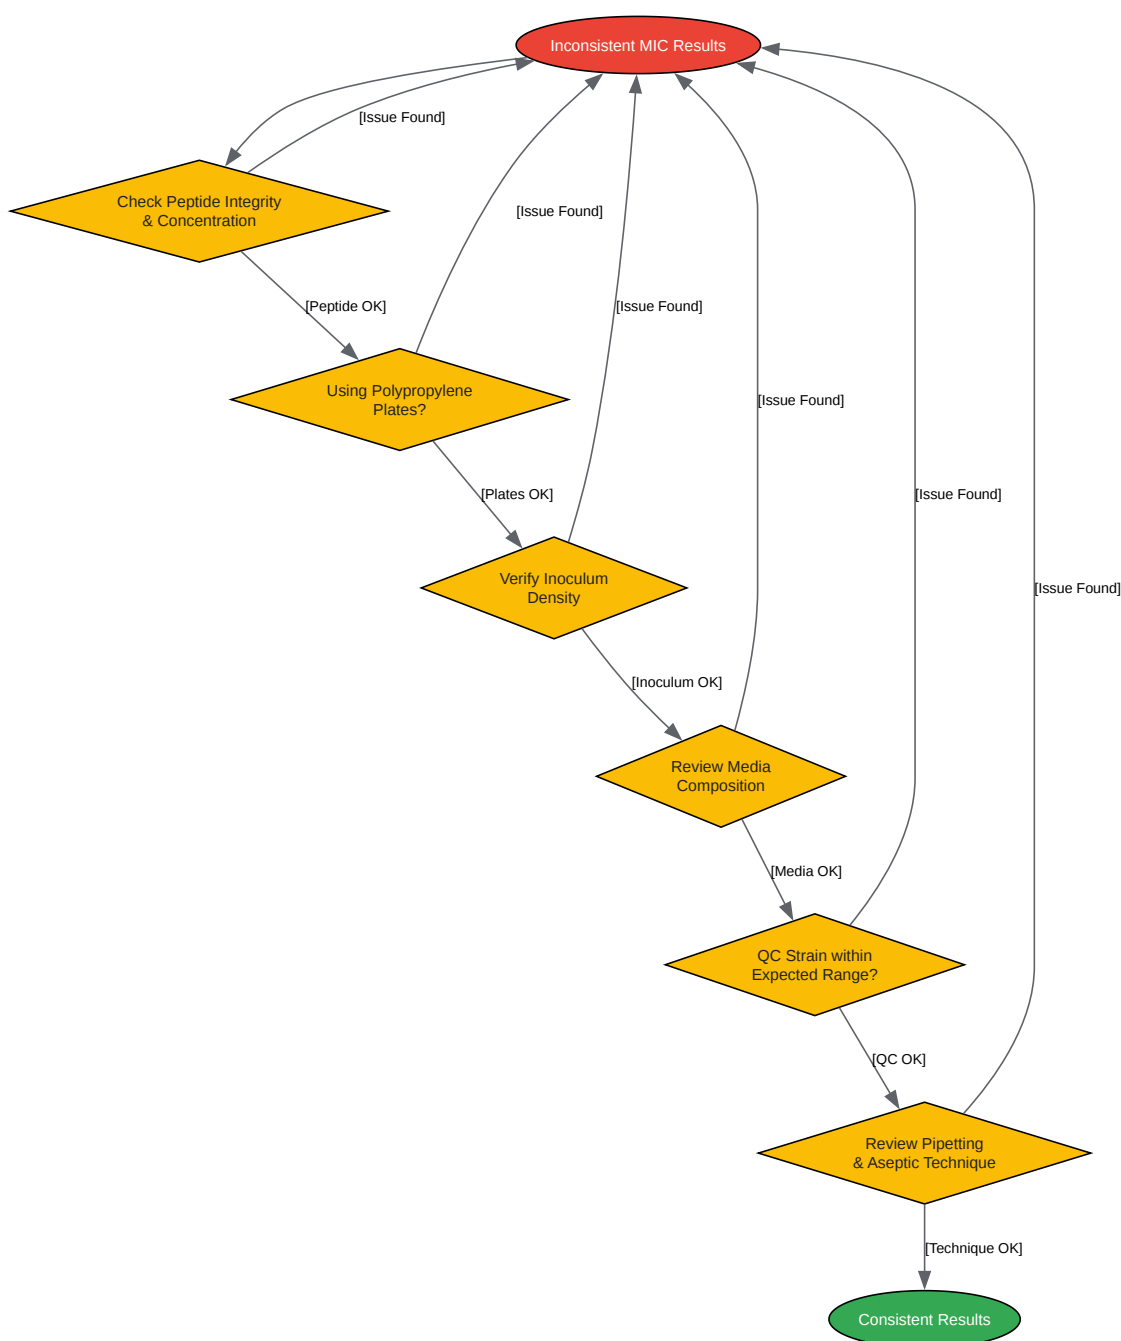 Inconsistent MIC Results
[Issue Found]
Check Peptide Integrity
& Concentration
[Issue Found]
[Peptide OK]
[Issue Found]
Using Polypropylene
Plates?
[Issue Found]
[Plates OK]
[Issue Found]
Verify Inoculum
Density
[Issue Found]
[Inoculum OK]
Review Media
Composition
[Media OK]
QC Strain within
Expected Range?
[QC OK]
Review Pipetting
& Aseptic Technique
[Technique OK]
Consistent Results